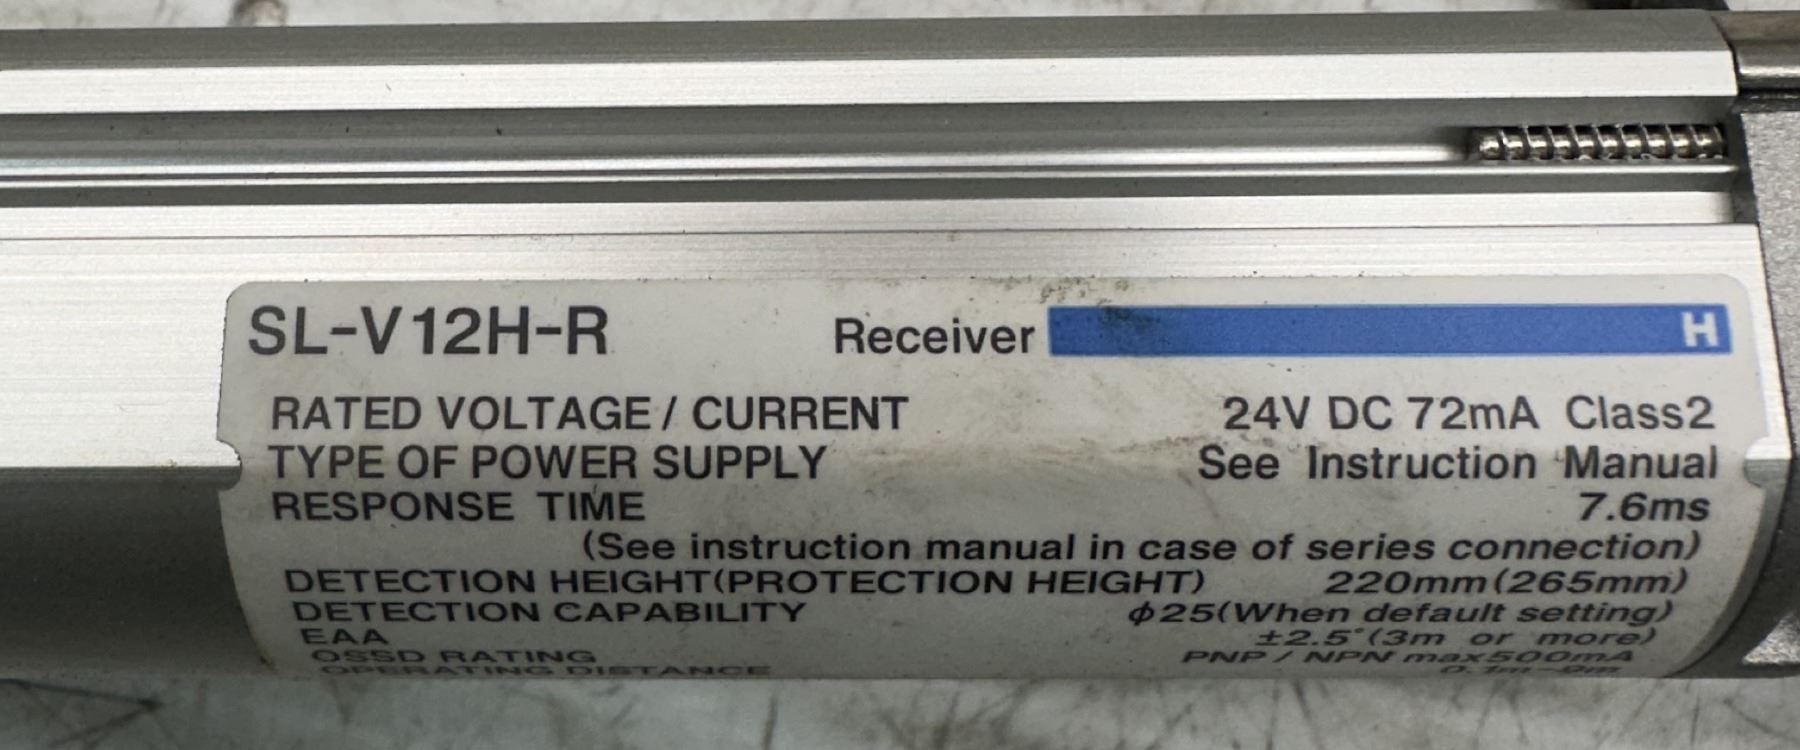 SL-V12H-R Receiver H
RATED VOLTAGE / CURRENT 24V DC 72mA Class2
TYPE OF POWER SUPPLY See Instruction Manual
RESPONSE TIME 7.6ms
(See instruction manual in case of series connection)
DETECTION HEIGHT(PROTECTION HEIGHT) 220mm(265mm)
DETECTION CAPABILITY ϕ25(When default setting)
EAA ±2.5°(3m or more)
OSSD RATING PNP / NPN max500mA
OPERATING DISTANCE